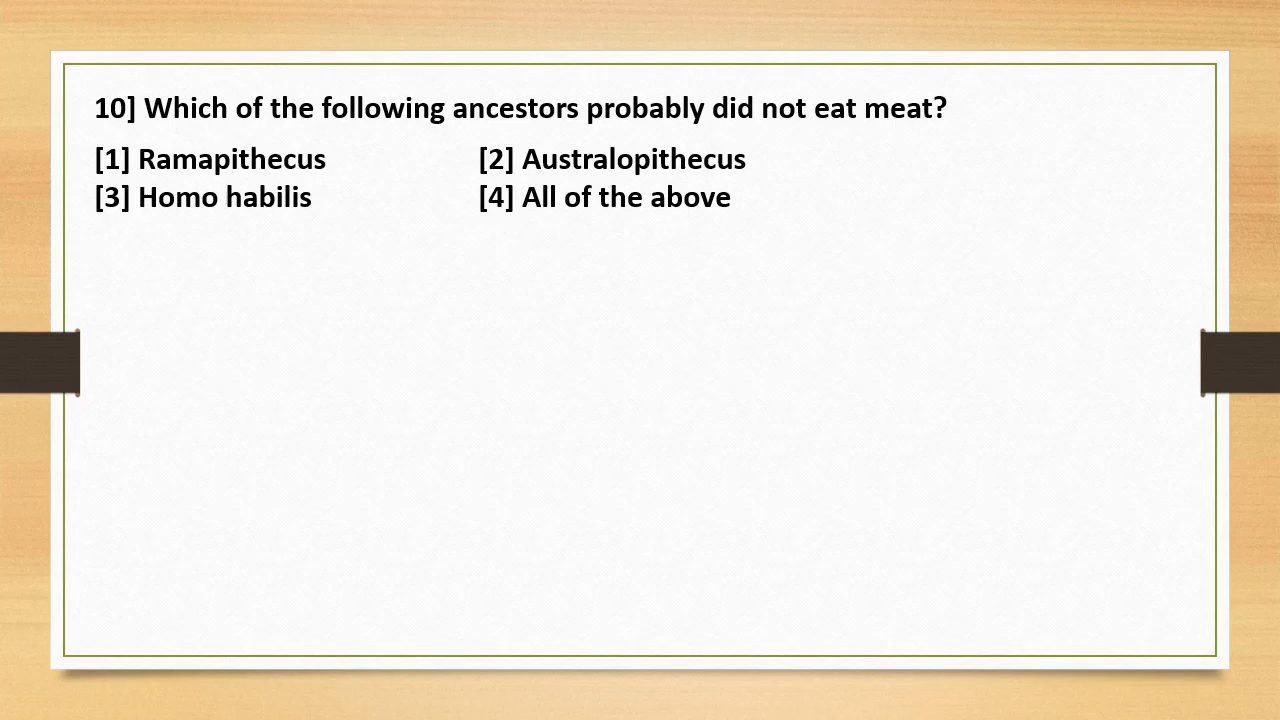 10] Which of the following ancestors probably did not eat meat?
[1] Ramapithecus [2] Australopithecus
[3] Homo habilis [4] All of the above